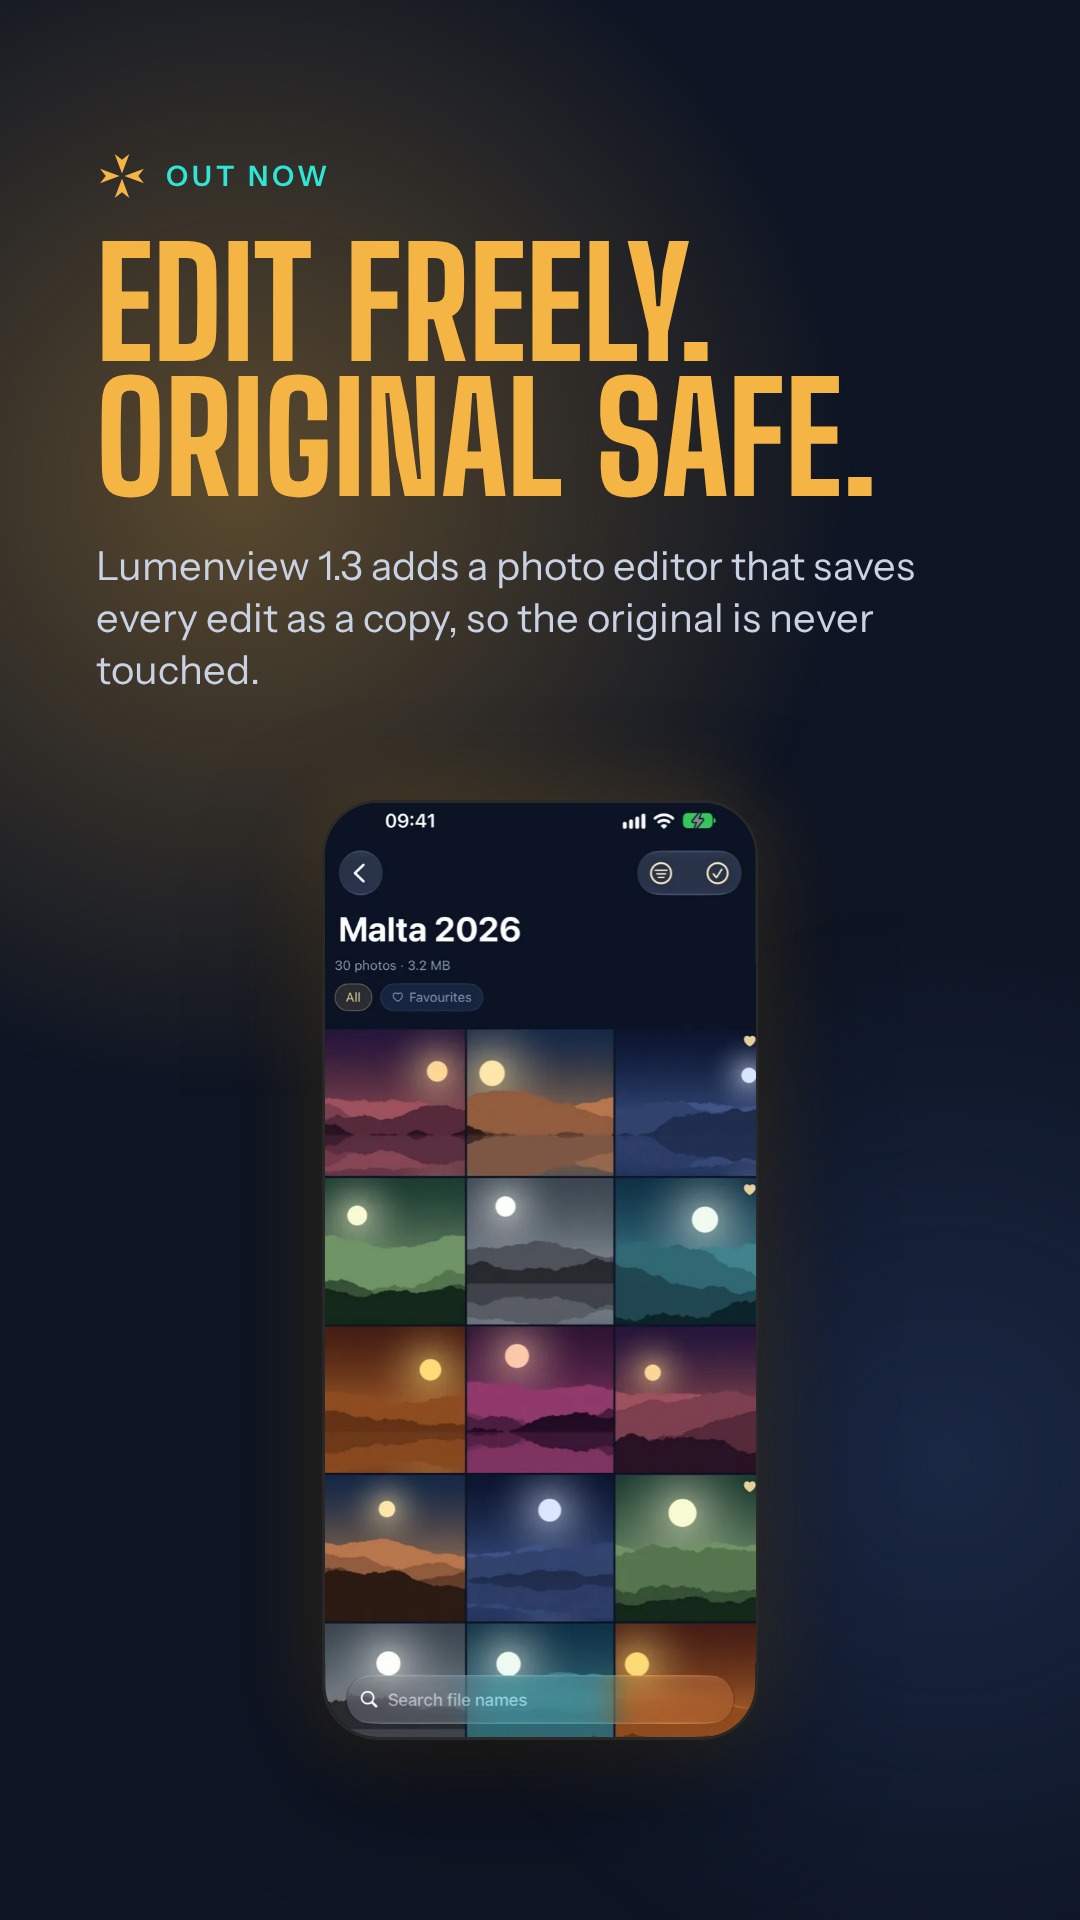 OUT NOW
EDIT FREELY.
ORIGINAL SAFE.
Lumenview 1.3 adds a photo editor that saves
every edit as a copy, so the original is never
touched.
09:41
Malta 2026
30 photos · 3.2 MB
All
Favourites
Search file names